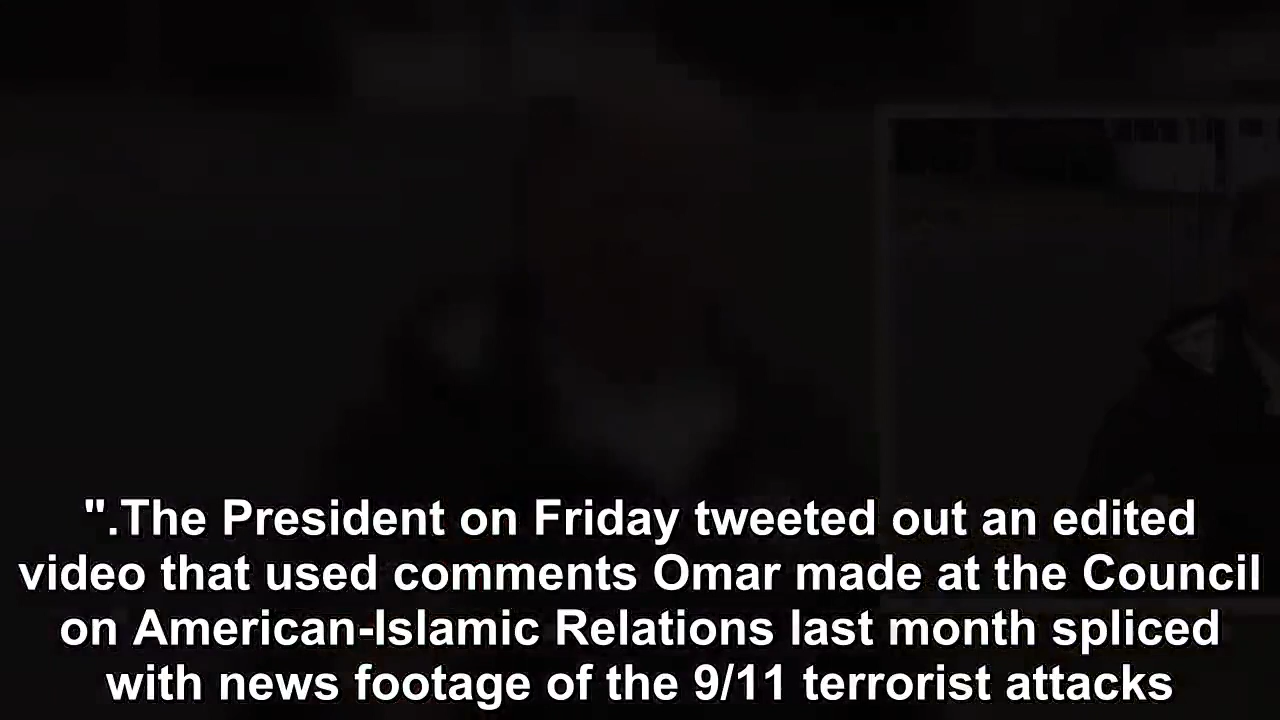 ".The President on Friday tweeted out an edited
video that used comments Omar made at the Council
on American-Islamic Relations last month spliced
with news footage of the 9/11 terrorist attacks